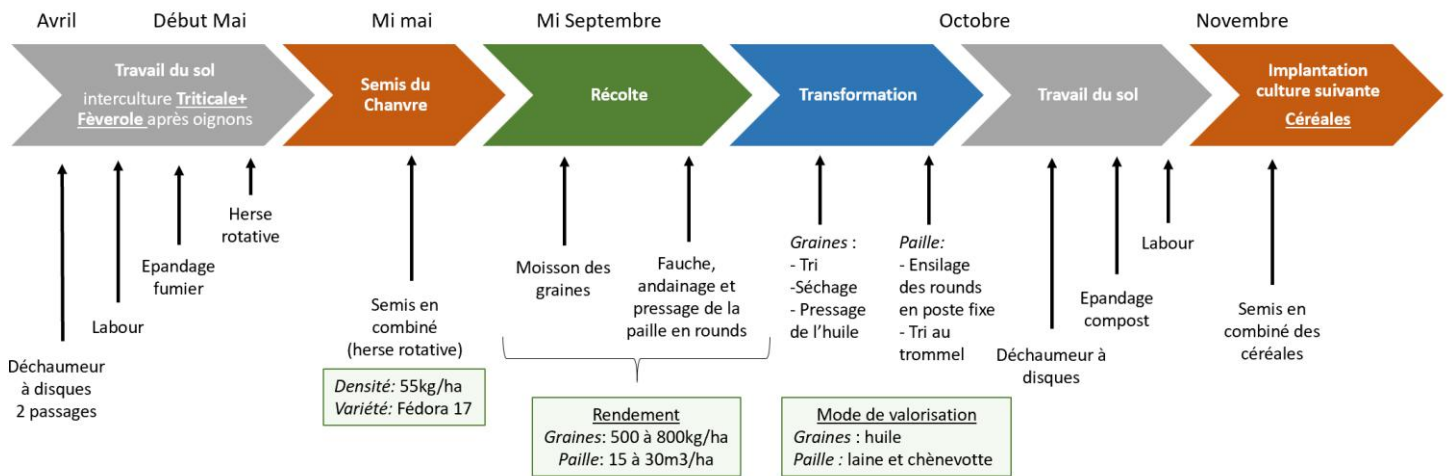 Avril
Début Mai
Mi mai
Mi Septembre
Octobre
Novembre
Travail du sol
interculture Triticale+
Fèverole après oignons
Semis du
Chanvre
Récolte
Transformation
Travail du sol
Implantation
culture suivante
Céréales
Déchaumeur
à disques
2 passages
Labour
Epandage
fumier
Herse
rotative
Semis en
combiné
(herse rotative)
Densité: 55kg/ha
Variété: Fédora 17
Moisson des
graines
Fauche,
andainage et
pressage de la
paille en rounds
Rendement
Graines: 500 à 800kg/ha
Paille: 15 à 30m3/ha
Graines :
- Tri
-Séchage
- Pressage
de l’huile
Paille:
- Ensilage
des rounds
en poste fixe
- Tri au
trommel
Mode de valorisation
Graines : huile
Paille : laine et chènevotte
Déchaumeur à
disques
Epandage
compost
Labour
Semis en
combiné des
céréales